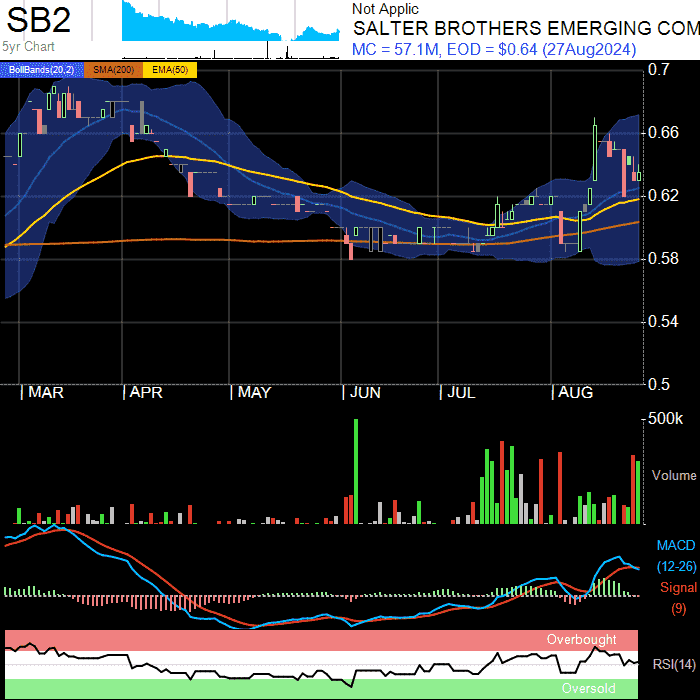 SB2
5yr Chart
Not Applic
SALTER BROTHERS EMERGING COM
MC = 57.1M, EOD = $0.64 (27Aug2024)
BollBands(20,2) SMA(200) EMA(50)
0.7
0.66
0.62
0.58
0.54
0.5
MAR APR MAY JUN JUL AUG
500k
Volume
MACD
(12-26)
Signal
(9)
Overbought
RSI(14)
Oversold